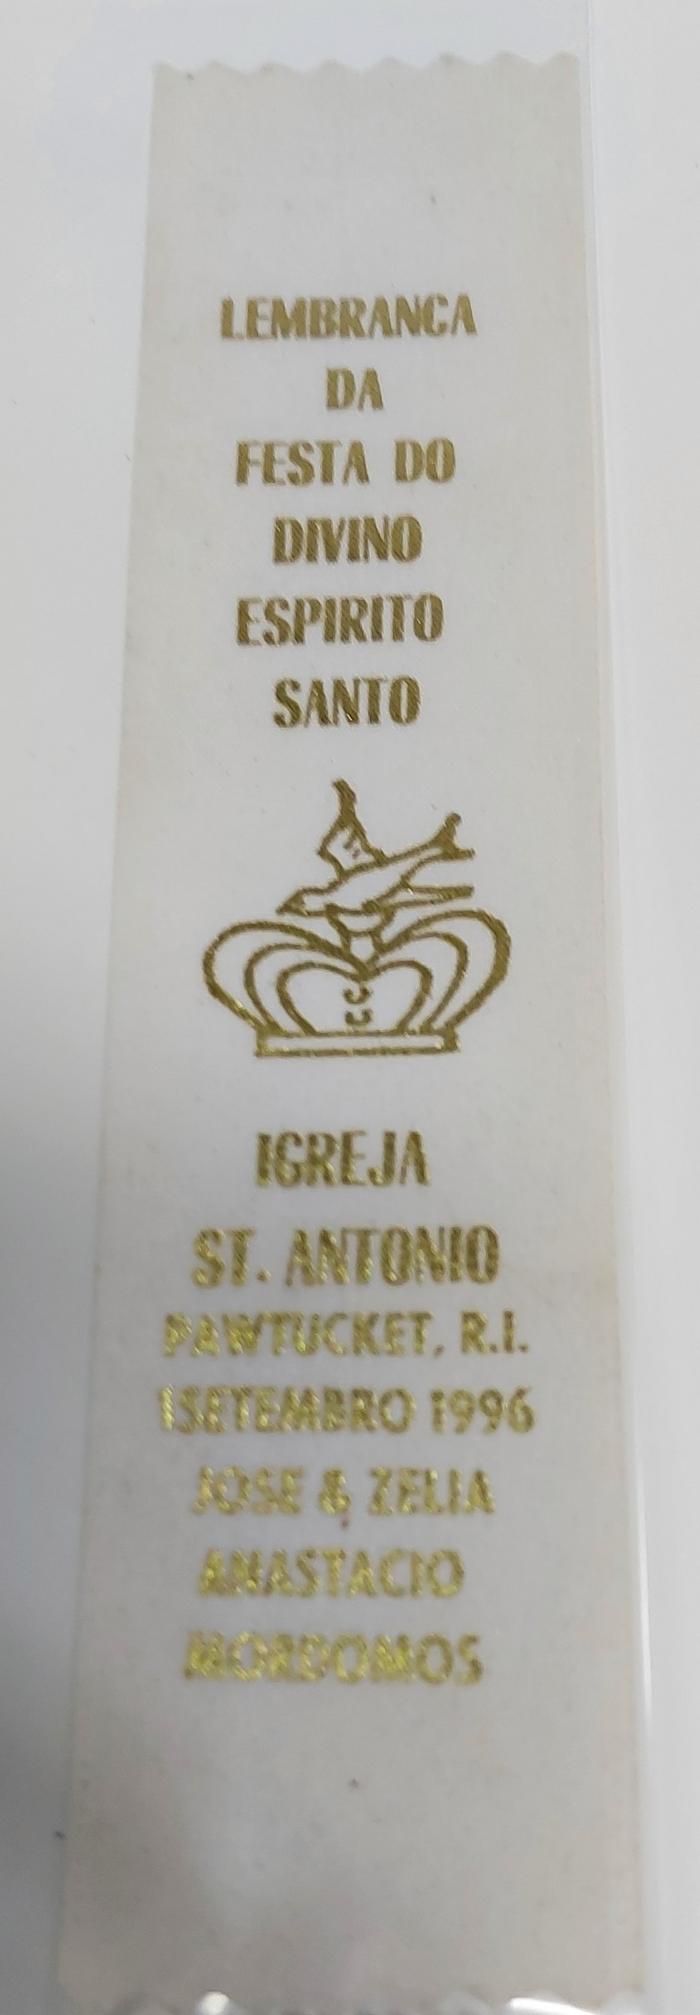 LEMBRANCA
DA
FESTA DO
DIVINO
ESPIRITO
SANTO
IGREJA
ST. ANTONIO
PAWTUCKET, R.I.
1SETEMBRO 1996
JOSE & ZELIA
ANASTACIO
MORDOMOS